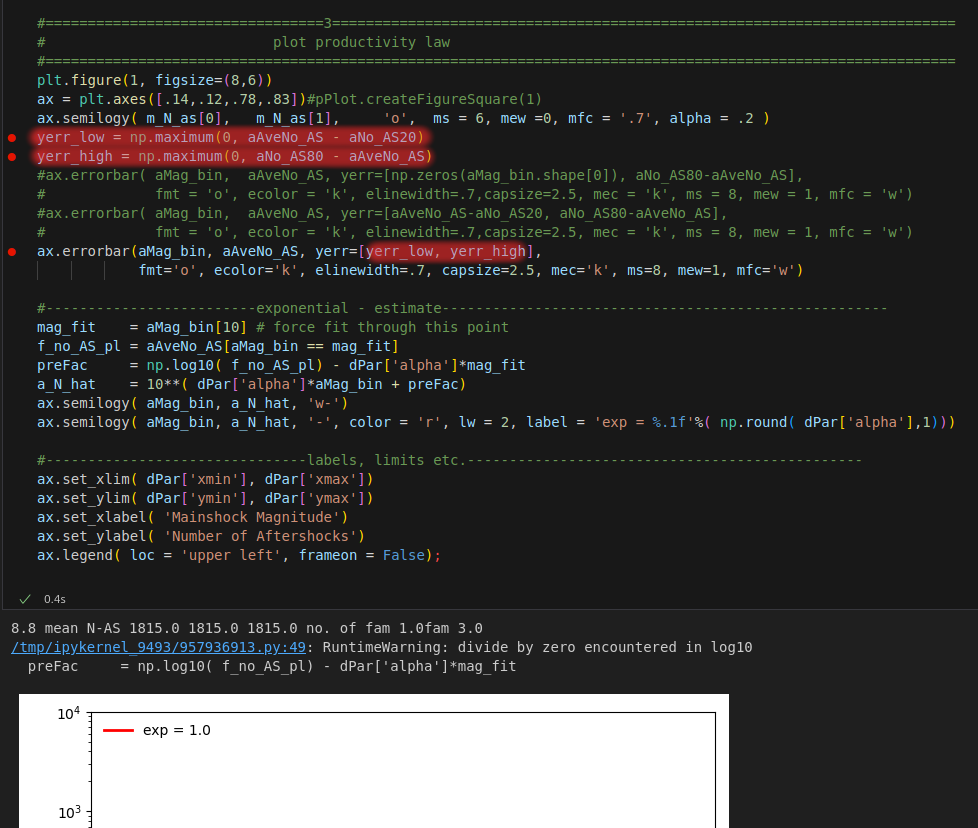 #=================================3==========================================================================
#                           plot productivity law
#============================================================================================================
plt.figure(1, figsize=(8,6))
ax = plt.axes([.14,.12,.78,.83])#pPlot.createFigureSquare(1)
ax.semilogy( m_N_as[0],   m_N_as[1],      'o',  ms = 6, mew =0, mfc = '.7', alpha = .2 )
yerr_low = np.maximum(0, aAveNo_AS - aNo_AS20)
yerr_high = np.maximum(0, aNo_AS80 - aAveNo_AS)
#ax.errorbar( aMag_bin,  aAveNo_AS, yerr=[np.zeros(aMag_bin.shape[0]), aNo_AS80-aAveNo_AS],
#             fmt = 'o', ecolor = 'k', elinewidth=.7,capsize=2.5, mec = 'k', ms = 8, mew = 1, mfc = 'w')
#ax.errorbar( aMag_bin,  aAveNo_AS, yerr=[aAveNo_AS-aNo_AS20, aNo_AS80-aAveNo_AS],
#             fmt = 'o', ecolor = 'k', elinewidth=.7,capsize=2.5, mec = 'k', ms = 8, mew = 1, mfc = 'w')
ax.errorbar(aMag_bin, aAveNo_AS, yerr=[yerr_low, yerr_high],
            fmt='o', ecolor='k', elinewidth=.7, capsize=2.5, mec='k', ms=8, mew=1, mfc='w')
#-------------------------exponential - estimate-----------------------------------------------------
mag_fit    = aMag_bin[10] # force fit through this point
f_no_AS_pl = aAveNo_AS[aMag_bin == mag_fit]
preFac     = np.log10( f_no_AS_pl) - dPar['alpha']*mag_fit
a_N_hat    = 10**( dPar['alpha']*aMag_bin + preFac)
ax.semilogy( aMag_bin, a_N_hat, 'w-')
ax.semilogy( aMag_bin, a_N_hat, '-', color = 'r', lw = 2, label = 'exp = %.1f'%( np.round( dPar['alpha'],1)))
#-------------------------------labels, limits etc.-----------------------------------------------
ax.set_xlim( dPar['xmin'], dPar['xmax'])
ax.set_ylim( dPar['ymin'], dPar['ymax'])
ax.set_xlabel( 'Mainshock Magnitude')
ax.set_ylabel( 'Number of Aftershocks')
ax.legend( loc = 'upper left', frameon = False);
0.4s
8.8 mean N-AS 1815.0 1815.0 1815.0 no. of fam 1.0fam 3.0
/tmp/ipykernel_9493/957936913.py:49: RuntimeWarning: divide by zero encountered in log10
  preFac     = np.log10( f_no_AS_pl) - dPar['alpha']*mag_fit
10⁴
exp = 1.0
10³